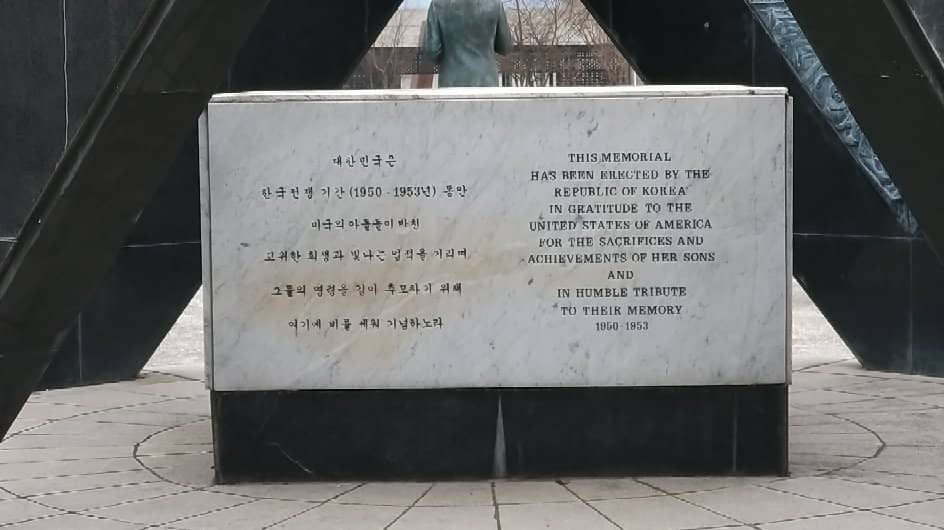 대한민국은
한국전쟁 기간 (1950 - 1953년) 동안
미국의 아들들이 바친
고귀한 희생과 빛나는 업적을 기리며
그들의 명령을 길이 추모하기 위해
여기에 비를 세워 기념하노라
THIS MEMORIAL
HAS BEEN ERECTED BY THE
REPUBLIC OF KOREA
IN GRATITUDE TO THE
UNITED STATES OF AMERICA
FOR THE SACRIFICES AND
ACHIEVEMENTS OF HER SONS
AND
IN HUMBLE TRIBUTE
TO THEIR MEMORY
1950-1953